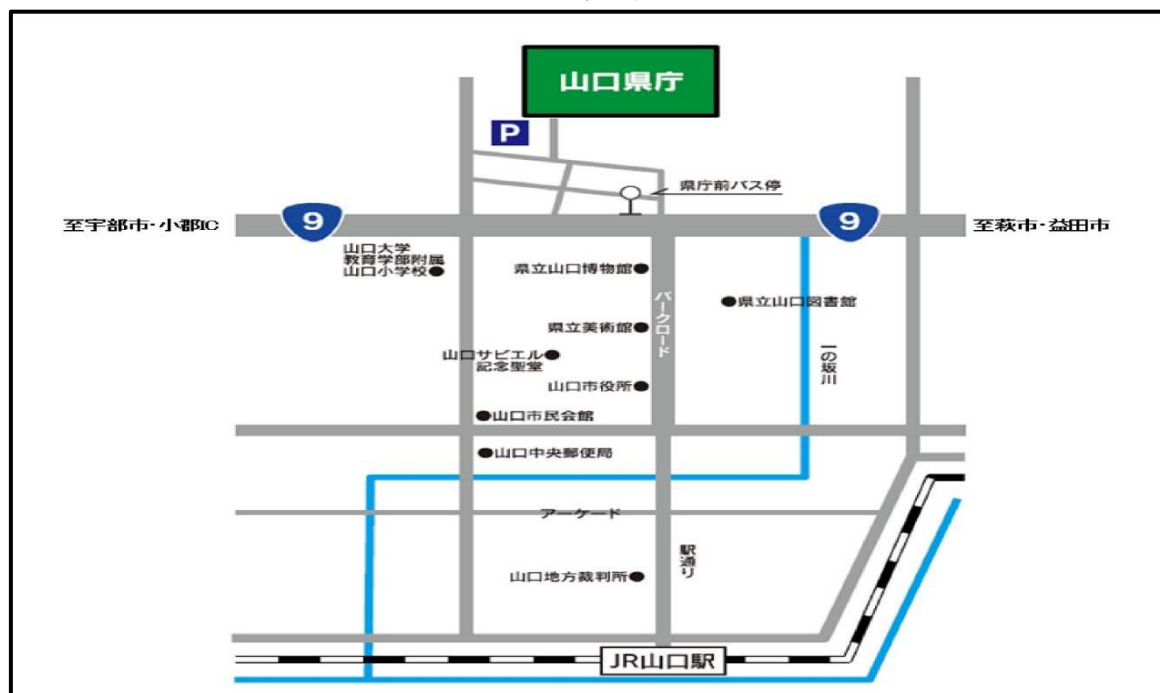 山口県庁
P
県庁前バス停
至宇部市･小郡IC
9
9
至萩市･益田市
山口大学
教育学部附属
山口小学校●
県立山口博物館●
パークロード
●県立山口図書館
県立美術館●
一の坂川
山口サビエル●
記念聖堂
山口市役所●
●山口市民会館
●山口中央郵便局
アーケード
駅通り
山口地方裁判所●
JR山口駅